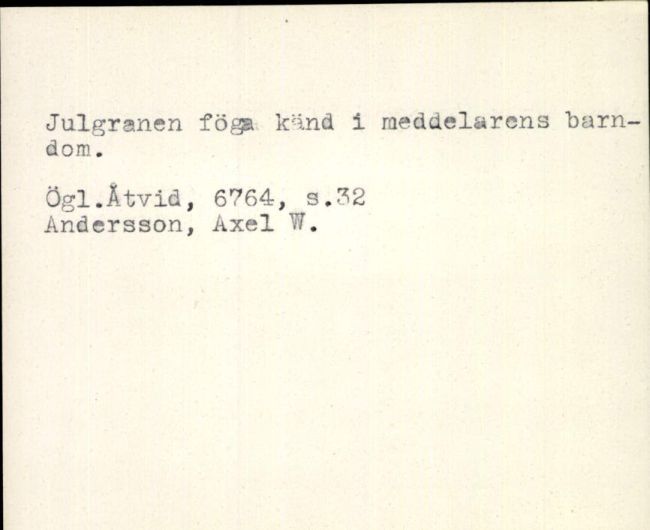 Julgranen föga känd i meddelarens barn-
dom.
Ögl.Åtvid, 6764, s.32
Andersson, Axel W.